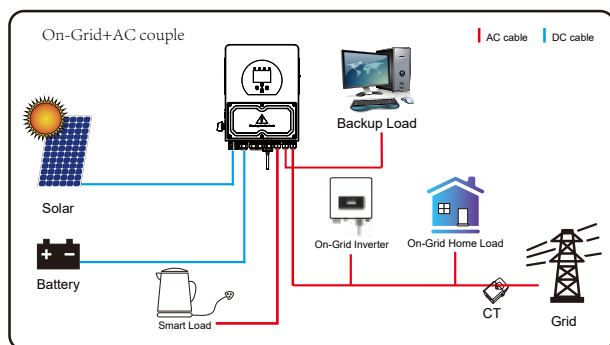 On-Grid+AC couple
AC cable
DC cable
Backup Load
Solar
On-Grid Inverter
On-Grid Home Load
Battery
CT
Smart Load
Grid